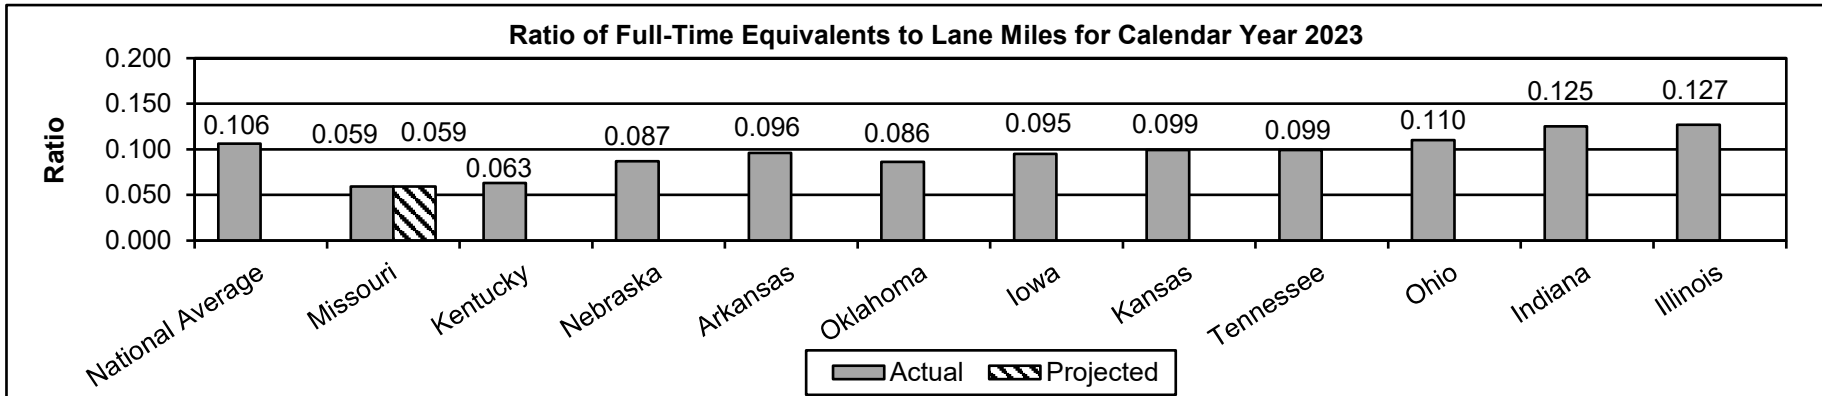 Ratio of Full-Time Equivalents to Lane Miles for Calendar Year 2023
Ratio
0.200
0.150
0.100
0.050
0.000
0.106
0.059
0.059
0.063
0.087
0.096
0.086
0.095
0.099
0.099
0.110
0.125
0.127
National Average
Missouri
Kentucky
Nebraska
Arkansas
Oklahoma
Iowa
Kansas
Tennessee
Ohio
Indiana
Illinois
Actual
Projected